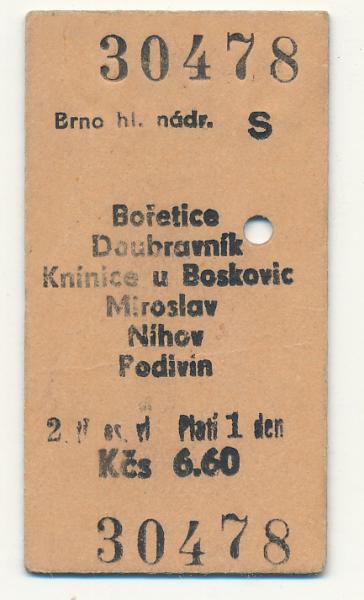 30478
Brno hl. nádr. S
Bořetice
Doubravník
Knínice u Boskovic
Miroslav
Níhov
Podivín
2. tř os. vl Platí 1 den
Kčs 6.60
30478